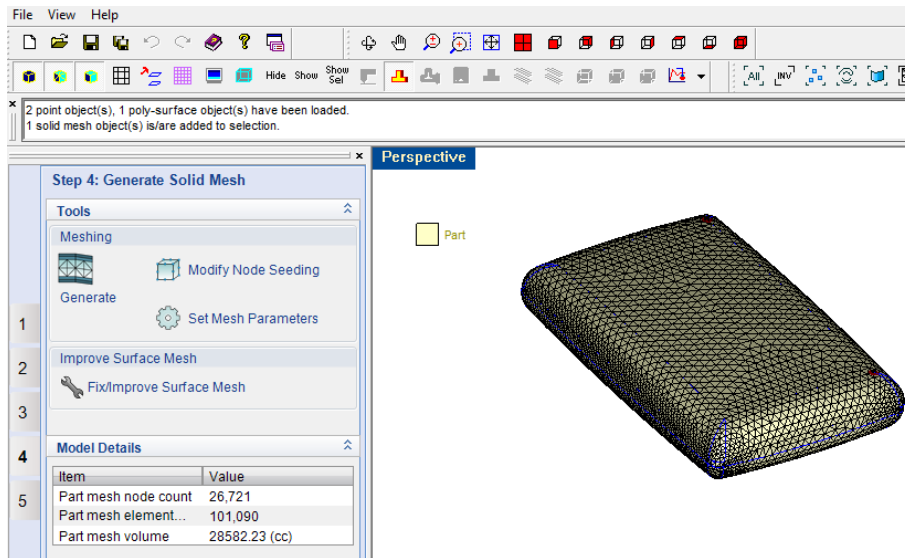 File View Help
Hide Show Show Sel All INV
2 point object(s), 1 poly-surface object(s) have been loaded.
1 solid mesh object(s) is/are added to selection.
Perspective
Step 4: Generate Solid Mesh
Tools
Meshing
Modify Node Seeding
Generate
Set Mesh Parameters
Improve Surface Mesh
Fix/Improve Surface Mesh
Model Details
Item Value
Part mesh node count 26,721
Part mesh element... 101,090
Part mesh volume 28582.23 (cc)
1
2
3
4
5
Part